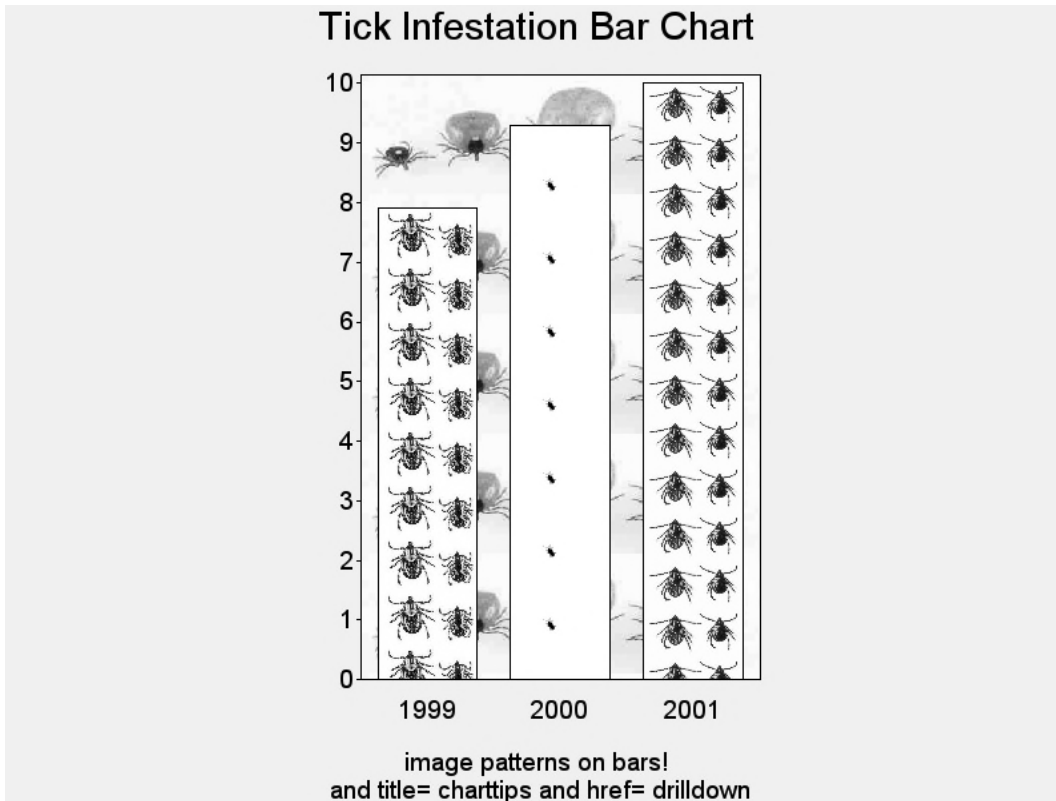 Tick Infestation Bar Chart
10
9
8
7
6
5
4
3
2
1
0
1999 2000 2001
image patterns on bars!
and title= charttips and href= drilldown